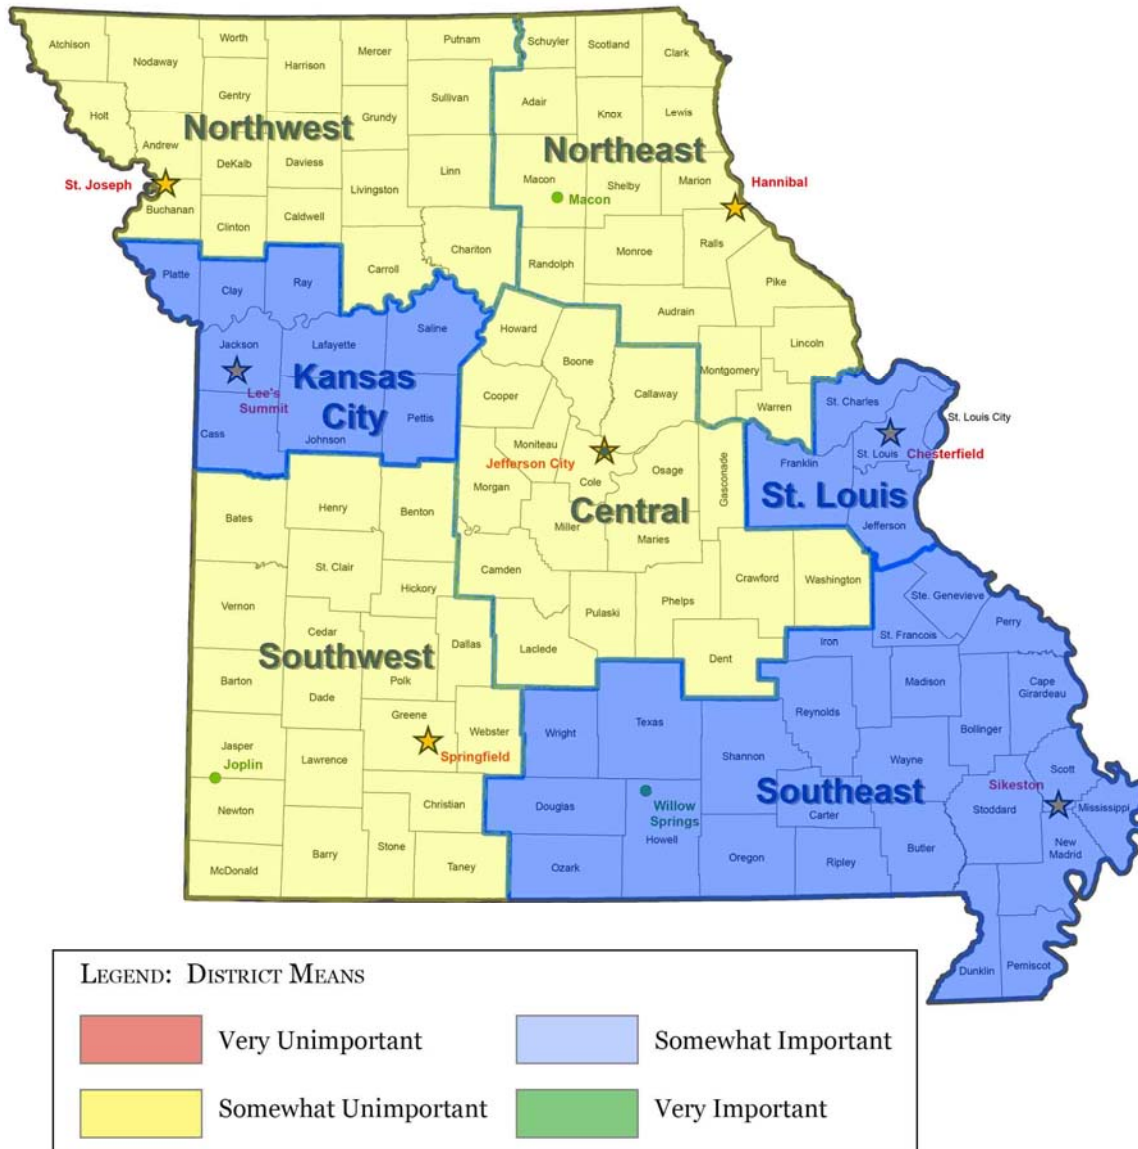 Atchison
Nodaway
Worth
Harrison
Mercer
Putnam
Schuyler
Scotland
Clark
Holt
Gentry
Grundy
Sullivan
Adair
Knox
Lewis
Northwest
Northeast
Andrew
DeKalb
Daviess
Livingston
Linn
Macon
Shelby
Marion
St. Joseph
Hannibal
Macon
Buchanan
Clinton
Caldwell
Chariton
Carroll
Randolph
Monroe
Ralls
Pike
Platte
Clay
Ray
Saline
Howard
Boone
Audrain
Lincoln
Jackson
Lafayette
Kansas
City
Lee's
Summit
Cass
Johnson
Pettis
Cooper
Callaway
Montgomery
Warren
St. Charles
St. Louis City
Moniteau
Jefferson City
Cole
Osage
Gasconade
Franklin
St. Louis
Chesterfield
St. Louis
Jefferson
Morgan
Central
Miller
Maries
Bates
Henry
Benton
St. Clair
Hickory
Camden
Pulaski
Phelps
Crawford
Washington
Ste. Genevieve
St. Francois
Perry
Vernon
Cedar
Dallas
Southwest
Polk
Laclede
Dent
Iron
Madison
Cape
Girardeau
Barton
Dade
Greene
Webster
Springfield
Wright
Texas
Reynolds
Bollinger
Jasper
Joplin
Lawrence
Shannon
Wayne
Scott
Southeast
Sikeston
Mississippi
Newton
Christian
Douglas
Willow
Springs
Howell
Carter
Stoddard
New
Madrid
McDonald
Barry
Stone
Taney
Ozark
Oregon
Ripley
Butler
Dunklin
Pemiscot
LEGEND: DISTRICT MEANS
Very Unimportant
Somewhat Important
Somewhat Unimportant
Very Important